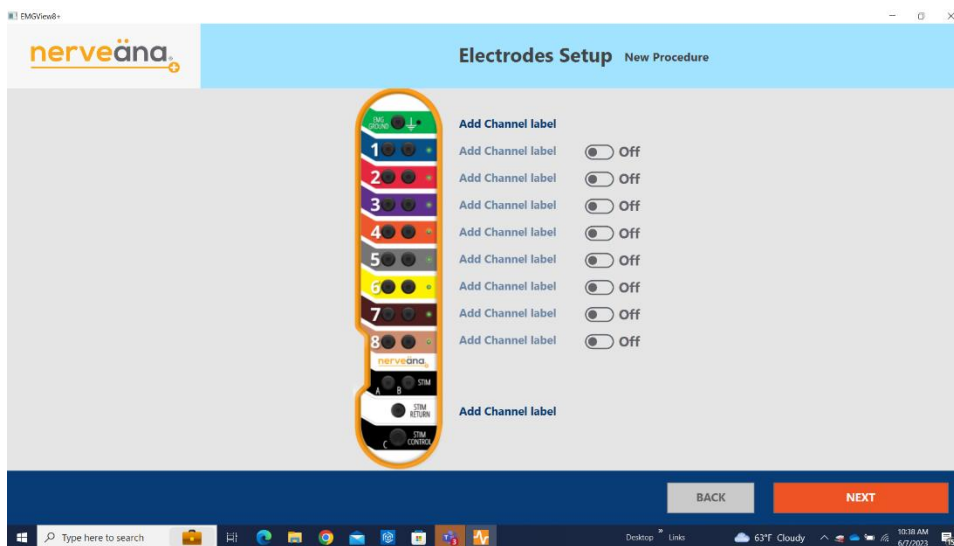 EMGView8+
nerveäna
Electrodes Setup New Procedure
EMG GROUND
Add Channel label
1 Add Channel label Off
2 Add Channel label Off
3 Add Channel label Off
4 Add Channel label Off
5 Add Channel label Off
6 Add Channel label Off
7 Add Channel label Off
8 Add Channel label Off
nerveäna
A B STIM
STIM RETURN Add Channel label
C STIM CONTROL
BACK NEXT
Type here to search Desktop » Links 63°F Cloudy 10:38 AM
6/7/2023